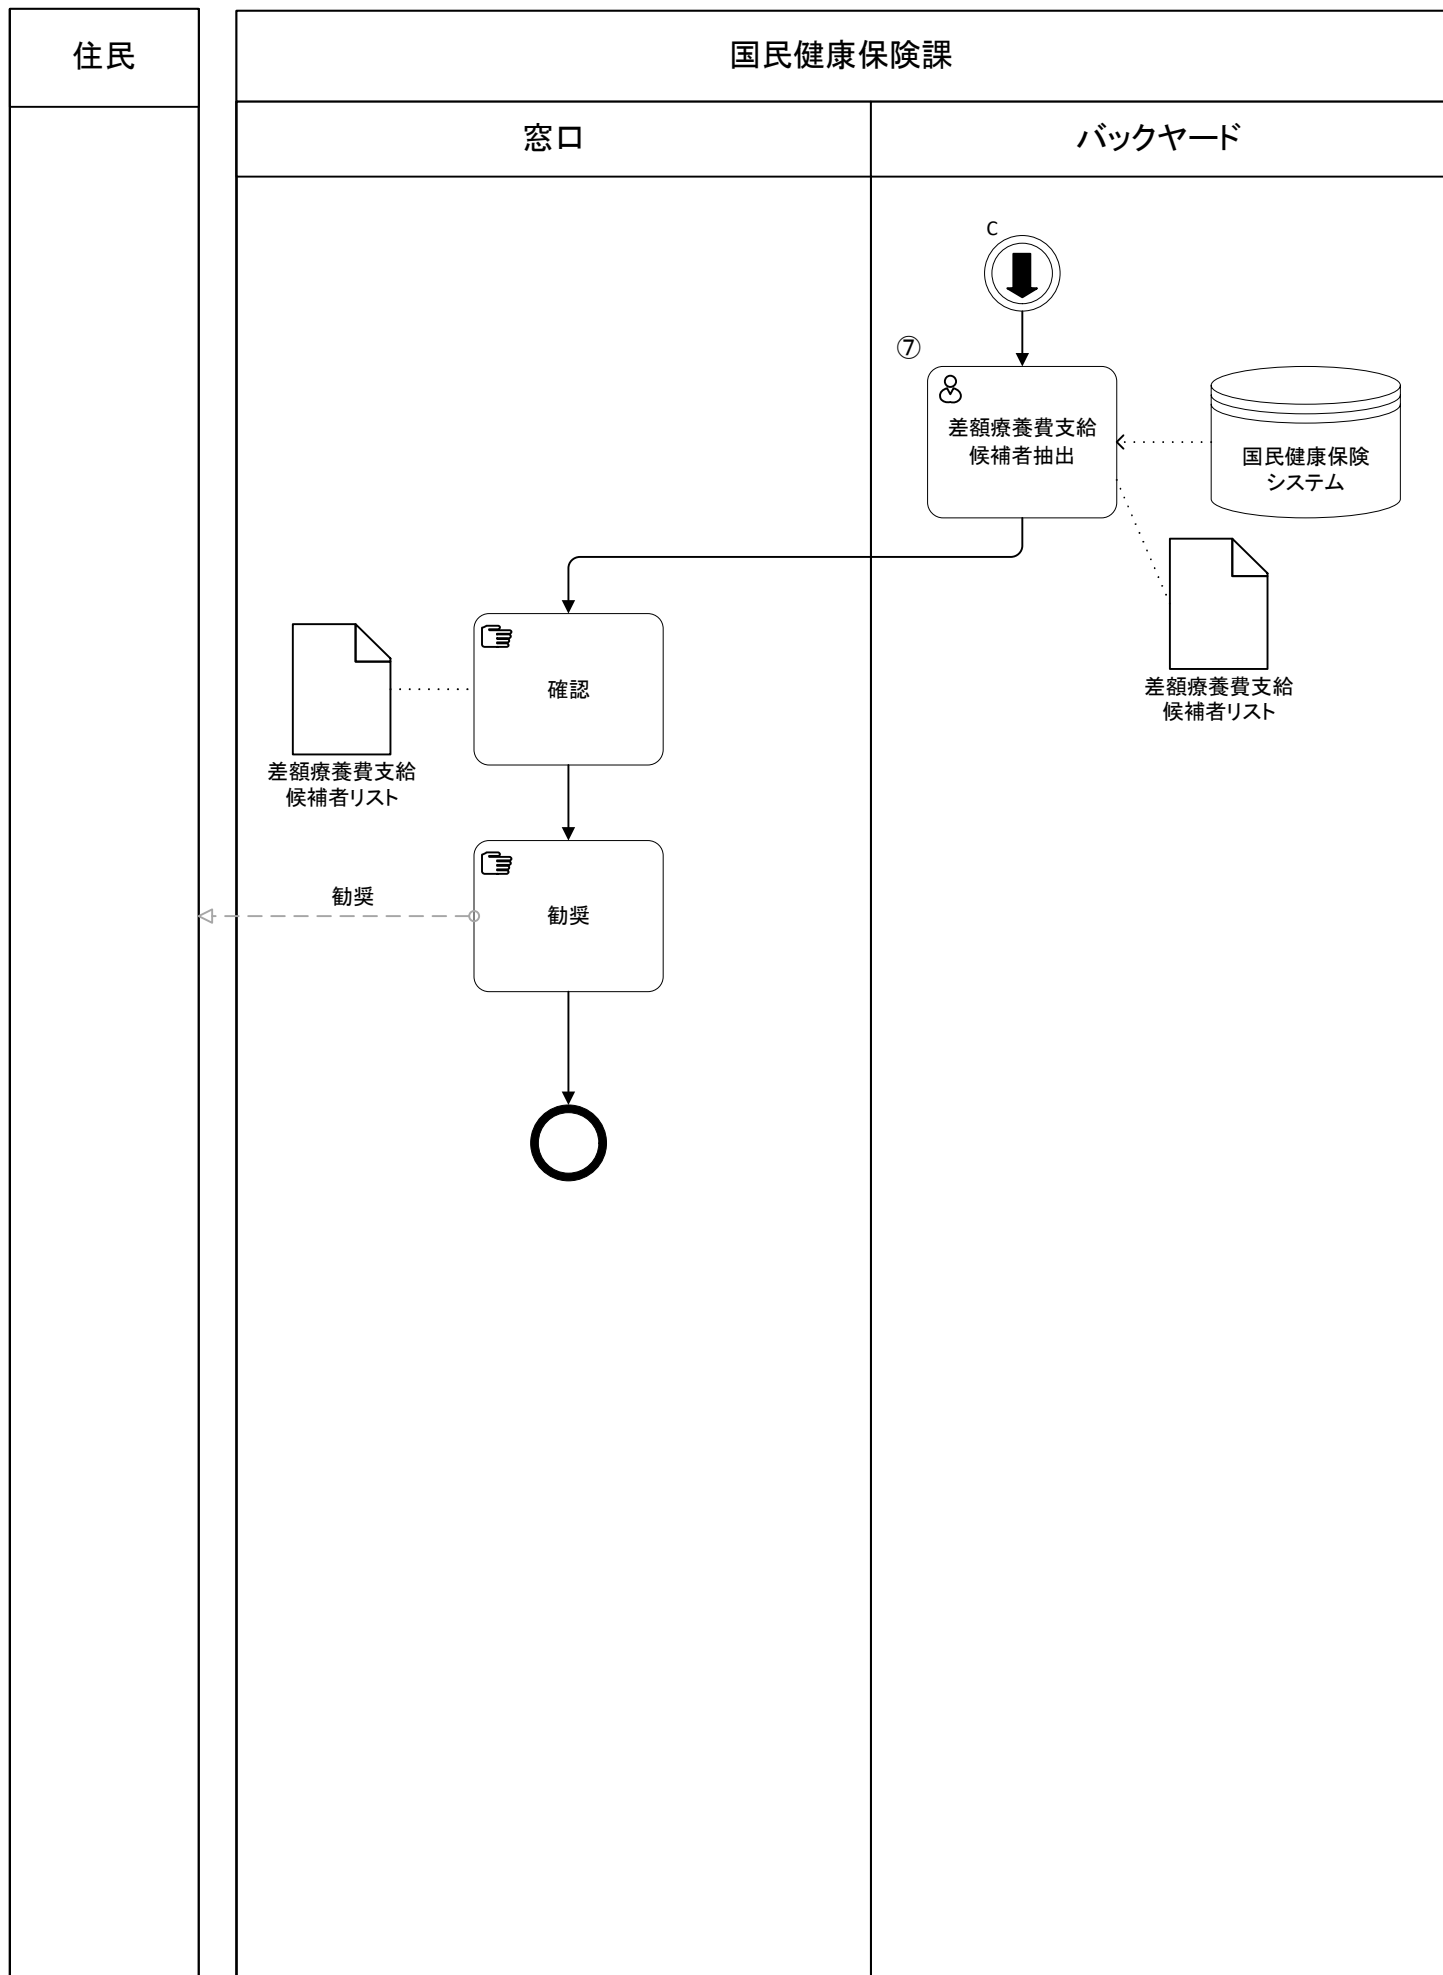 住民
国民健康保険課
窓口
バックヤード
C
⑦
差額療養費支給
候補者抽出
国民健康保険
システム
差額療養費支給
候補者リスト
確認
差額療養費支給
候補者リスト
勧奨
勧奨